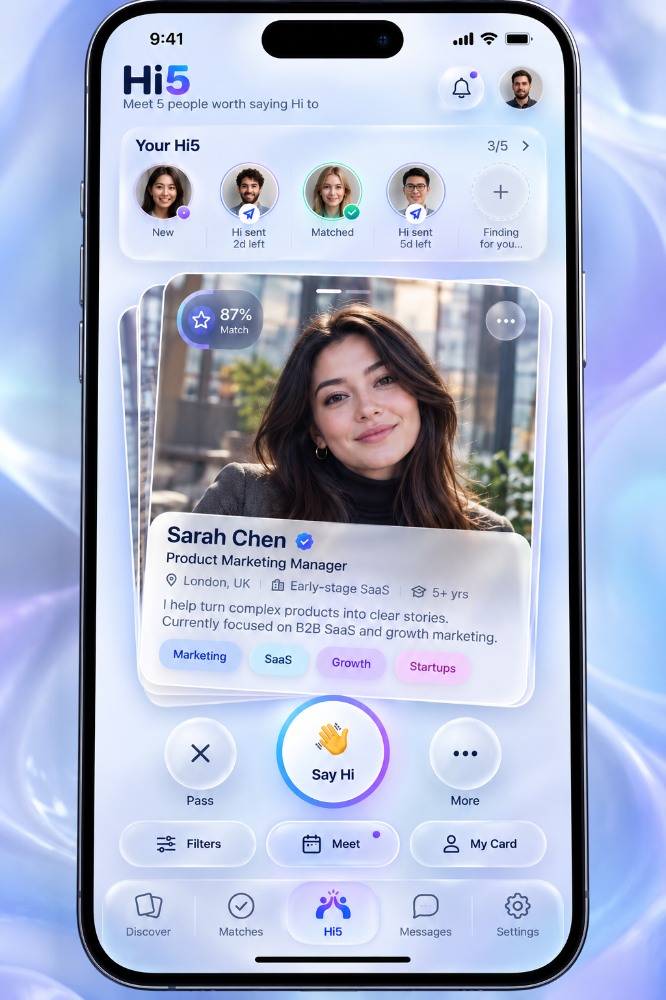 9:41
Hi5
Meet 5 people worth saying Hi to
Your Hi5
3/5
New
Hi sent
2d left
Matched
Hi sent
5d left
Finding
for you...
87%
Match
Sarah Chen
Product Marketing Manager
London, UK
Early-stage SaaS
5+ yrs
I help turn complex products into clear stories.
Currently focused on B2B SaaS and growth marketing.
Marketing
SaaS
Growth
Startups
Say Hi
Pass
More
Filters
Meet
My Card
Discover
Matches
Hi5
Messages
Settings